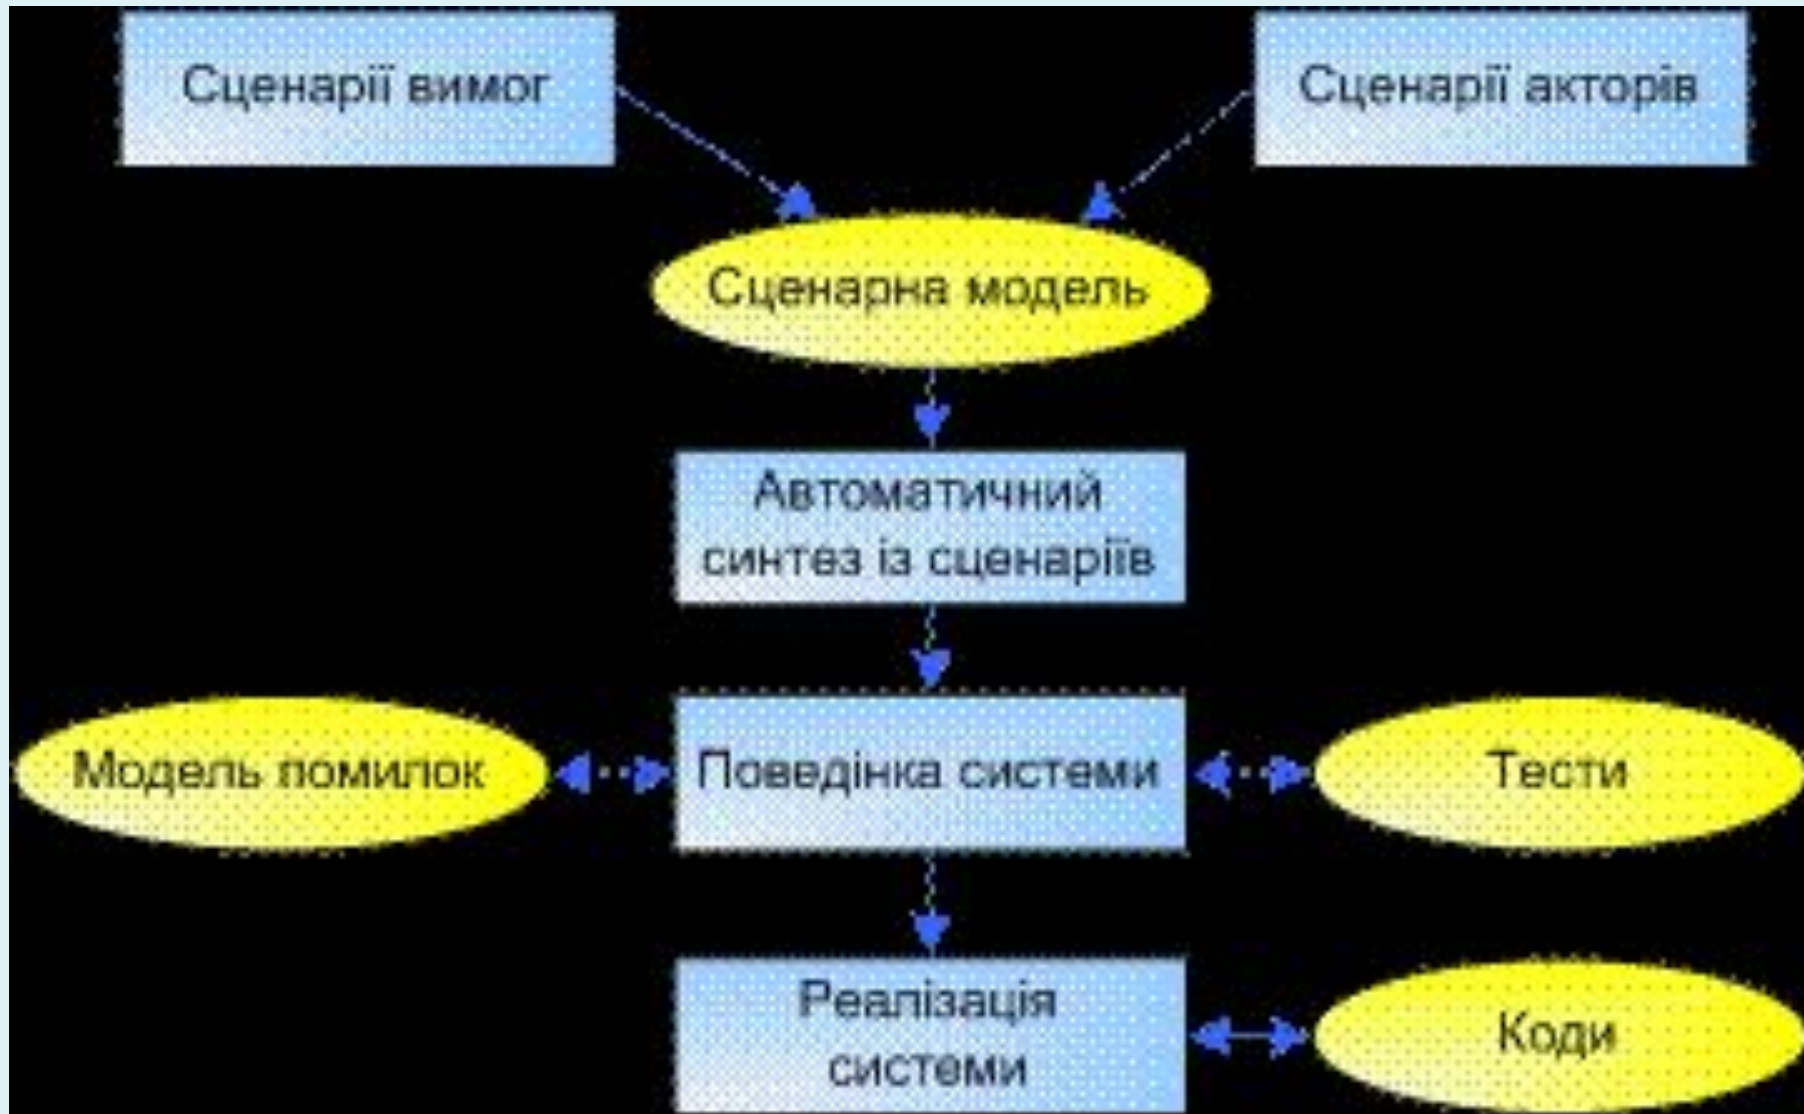 Сценарії вимог
Сценарії акторів
Сценарна модель
Автоматичний
синтез із сценаріїв
Модель помилок
Поведінка системи
Тести
Реалізація
системи
Коди